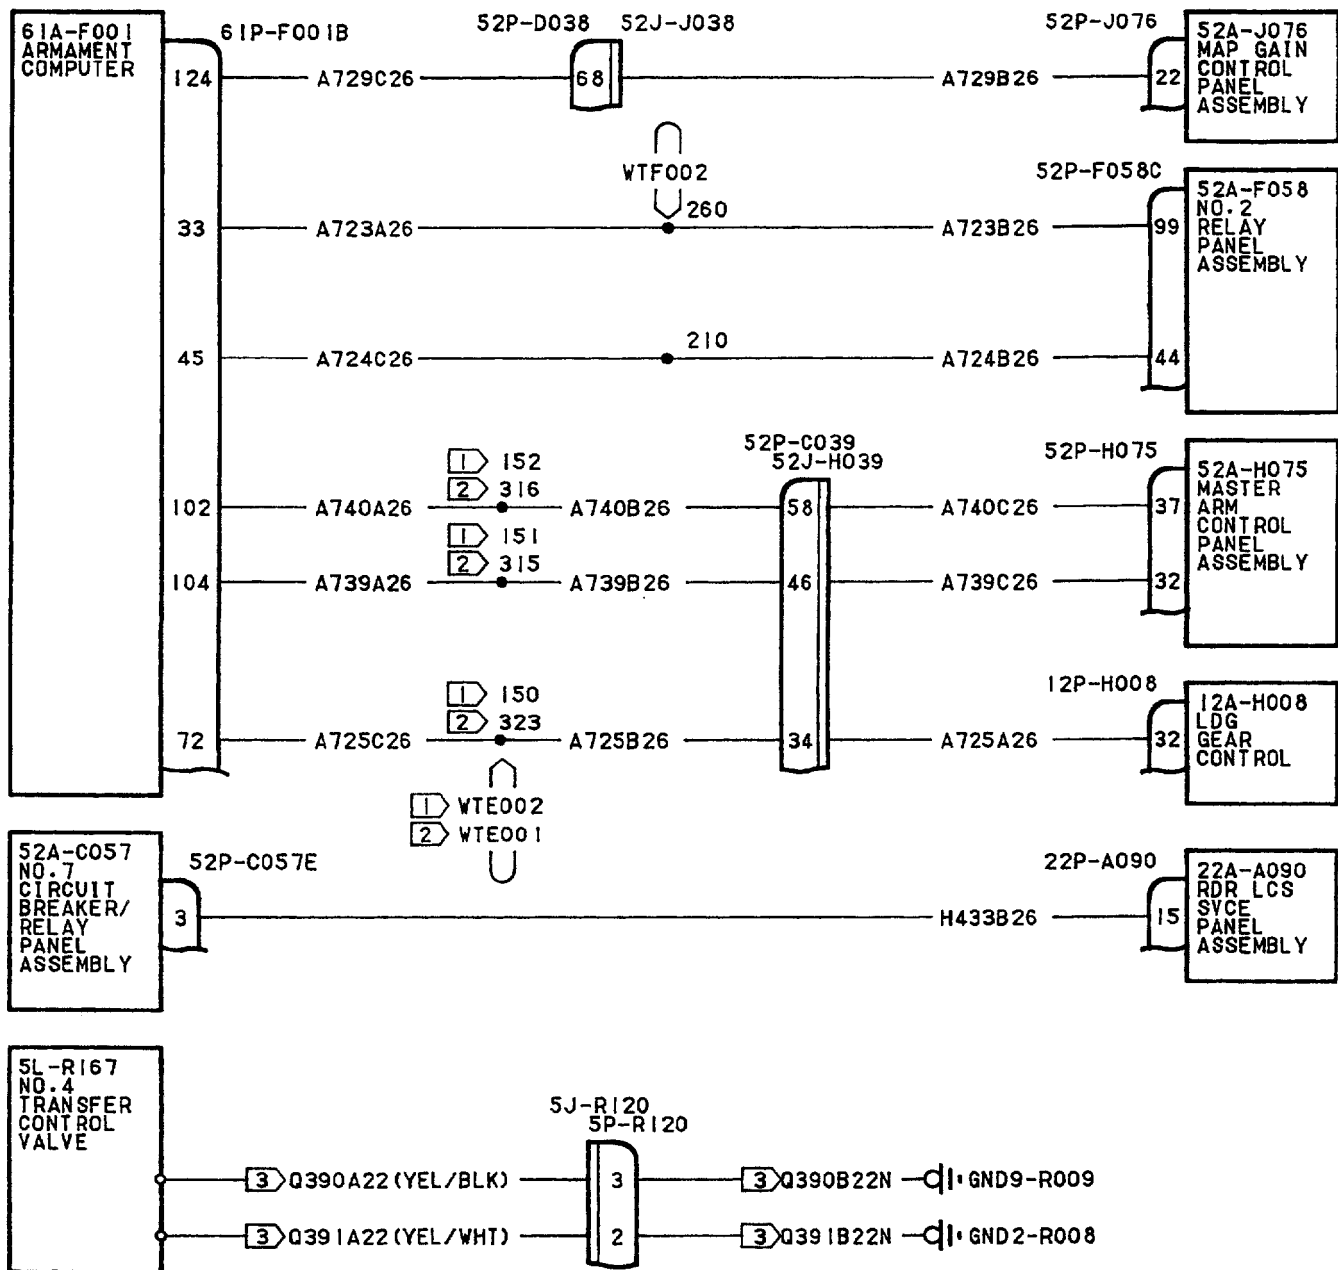 61A-F001
ARMAMENT
COMPUTER
61P-F001B
52P-D038
52J-J038
52P-J076
52A-J076
MAP GAIN
CONTROL
PANEL
ASSEMBLY
124
A729C26
68
A729B26
22
WTF002
52P-F058C
52A-F058
NO.2
RELAY
PANEL
ASSEMBLY
260
33
A723A26
A723B26
99
210
45
A724C26
A724B26
44
52P-C039
52J-H039
52P-H075
52A-H075
MASTER
ARM
CONTROL
PANEL
ASSEMBLY
1 152
2 316
102
A740A26
A740B26
58
A740C26
37
1 151
2 315
104
A739A26
A739B26
46
A739C26
32
12P-H008
12A-H008
LDG
GEAR
CONTROL
1 150
2 323
72
A725C26
A725B26
34
A725A26
32
1 WTE002
2 WTE001
52A-C057
NO.7
CIRCUIT
BREAKER/
RELAY
PANEL
ASSEMBLY
52P-C057E
22P-A090
22A-A090
RDR LCS
SVCE
PANEL
ASSEMBLY
3
H433B26
15
5L-R167
NO.4
TRANSFER
CONTROL
VALVE
5J-R120
5P-R120
3 Q390A22(YEL/BLK)
3
3 Q390B22N
GND9-R009
3 Q391A22(YEL/WHT)
2
3 Q391B22N
GND2-R008